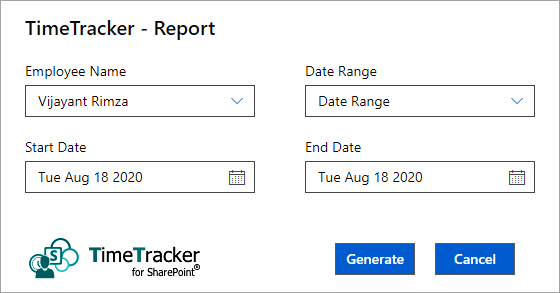 TimeTracker - Report
Employee Name
Date Range
Vijayant Rimza
Date Range
Start Date
End Date
Tue Aug 18 2020
Tue Aug 18 2020
S
TimeTracker
for SharePoint®
Generate
Cancel